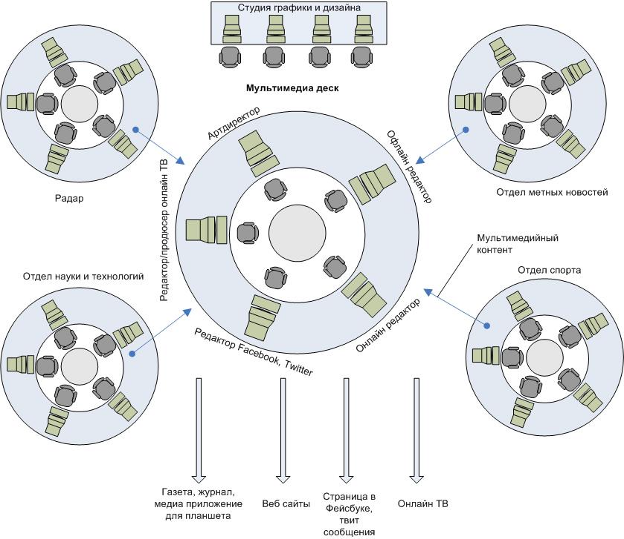 Студия графики и дизайна
Мультимедиа деск
Артдиректор
Офлайн редактор
Редактор/продюсер онлайн ТВ
Радар
Отдел метных новостей
Мультимедийный
контент
Отдел науки и технологий
Отдел спорта
Онлайн редактор
Редактор Facebook, Twitter
Газета, журнал,
медиа приложение
для планшета
Веб сайты
Страница в
Фейсбуке,
твит
сообщения
Онлайн ТВ